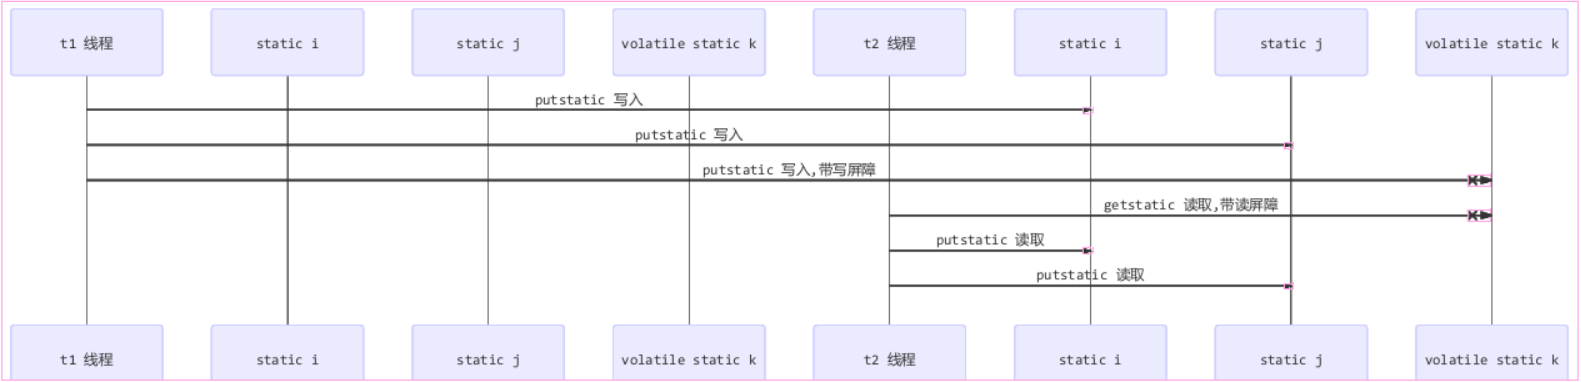 t1 线程
static i
static j
volatile static k
t2 线程
static i
static j
volatile static k
putstatic 写入
putstatic 写入
putstatic 写入,带写屏障
getstatic 读取,带读屏障
putstatic 读取
putstatic 读取
t1 线程
static i
static j
volatile static k
t2 线程
static i
static j
volatile static k